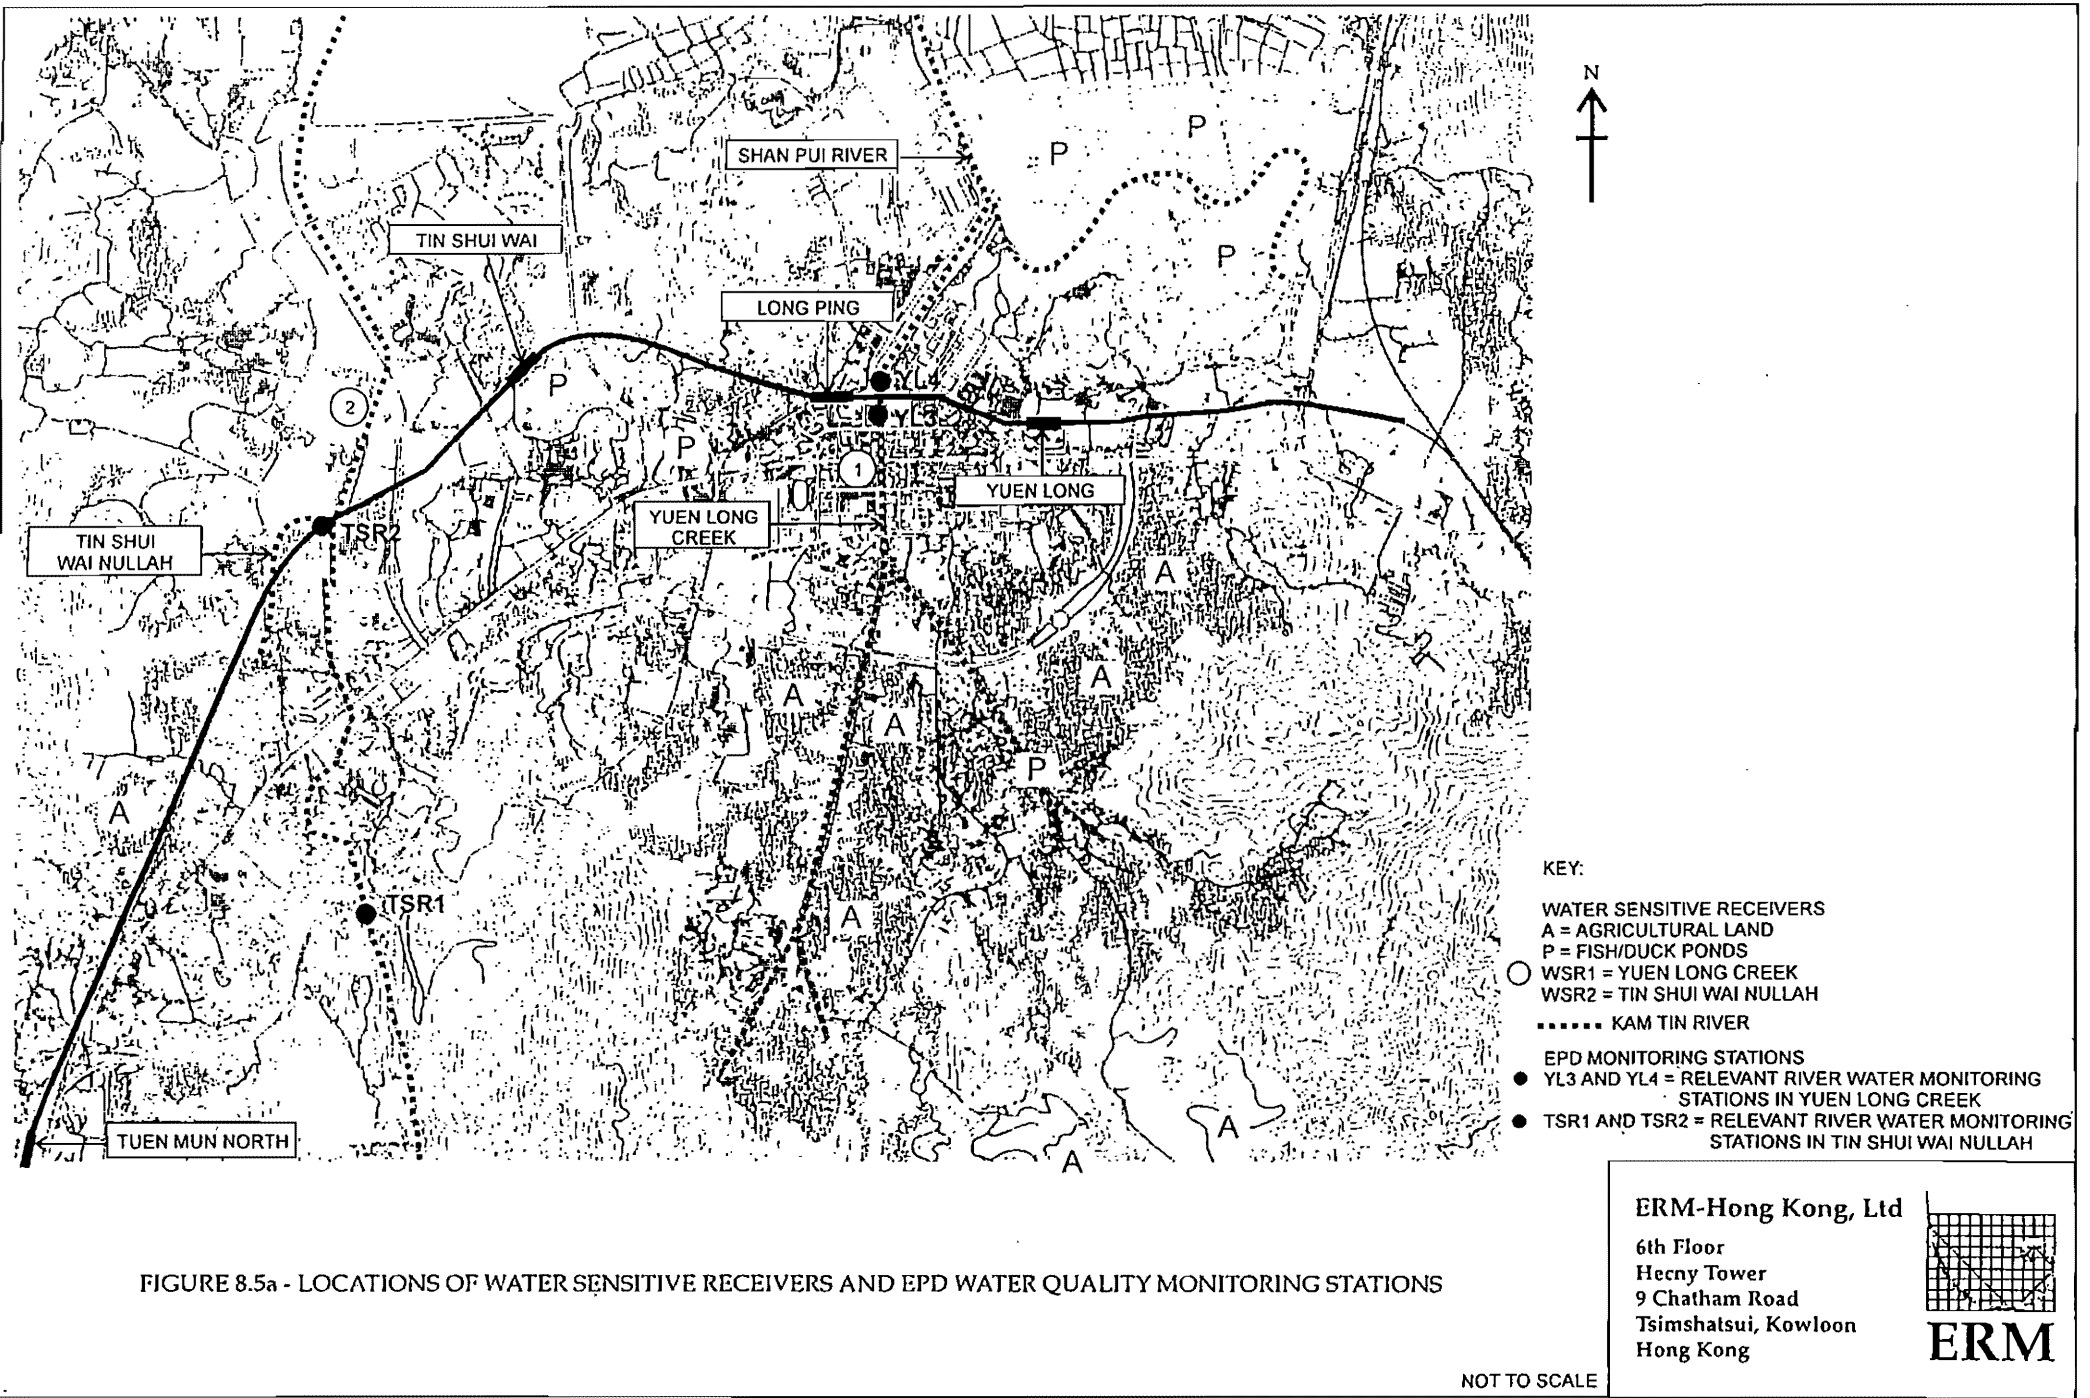 N
P
SHAN PUI RIVER
P
TIN SHUI WAI
P
LONG PING
YL4
P
2
YL3
P
1
YUEN LONG
YUEN LONG
CREEK
TSR2
TIN SHUI
WAI NULLAH
A
A
A
A
P
A
TSR1
A
A
TUEN MUN NORTH
A
KEY:
WATER SENSITIVE RECEIVERS
A = AGRICULTURAL LAND
P = FISH/DUCK PONDS
WSR1 = YUEN LONG CREEK
WSR2 = TIN SHUI WAI NULLAH
KAM TIN RIVER
EPD MONITORING STATIONS
YL3 AND YL4 = RELEVANT RIVER WATER MONITORING
STATIONS IN YUEN LONG CREEK
TSR1 AND TSR2 = RELEVANT RIVER WATER MONITORING
STATIONS IN TIN SHUI WAI NULLAH
ERM-Hong Kong, Ltd
6th Floor
Hecny Tower
9 Chatham Road
Tsimshatsui, Kowloon
Hong Kong
ERM
FIGURE 8.5a - LOCATIONS OF WATER SENSITIVE RECEIVERS AND EPD WATER QUALITY MONITORING STATIONS
NOT TO SCALE